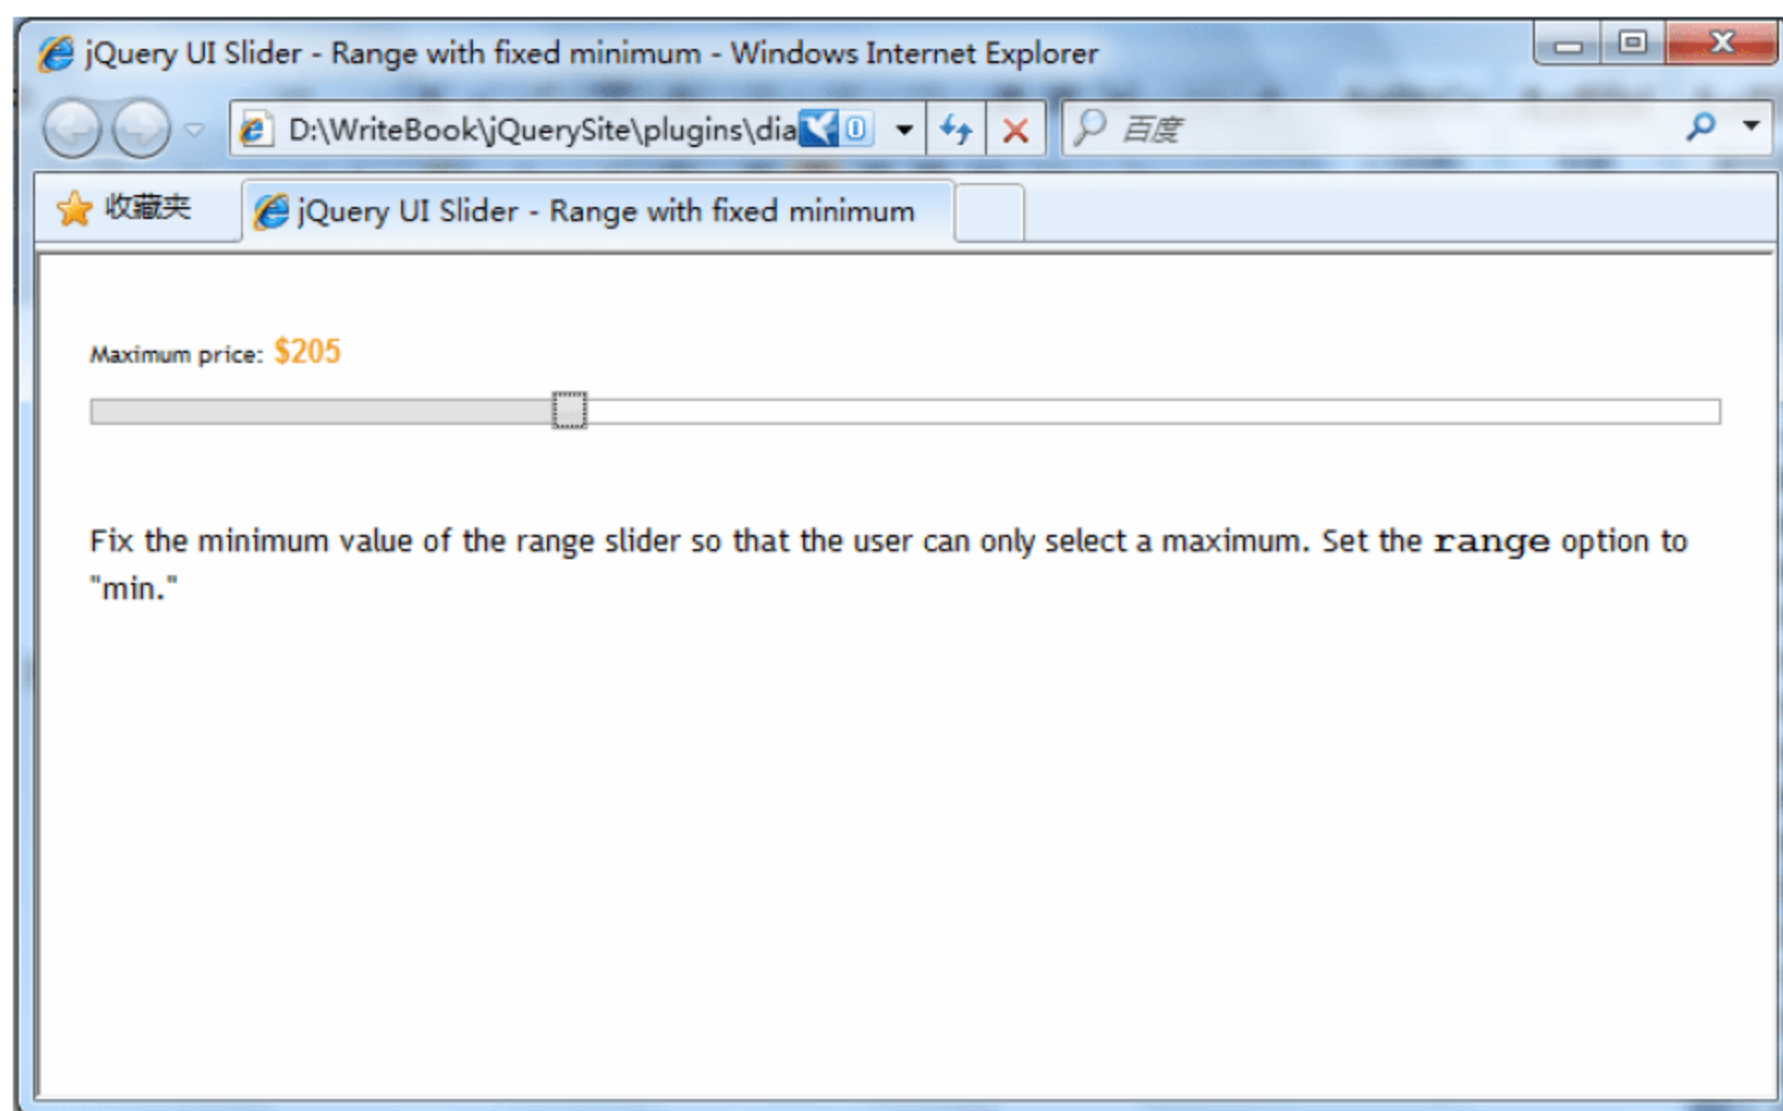 jQuery UI Slider - Range with fixed minimum - Windows Internet Explorer
D:\WriteBook\jQuerySite\plugins\dia 0 百度
收藏夹 jQuery UI Slider - Range with fixed minimum
Maximum price: $205
Fix the minimum value of the range slider so that the user can only select a maximum. Set the range option to
"min."